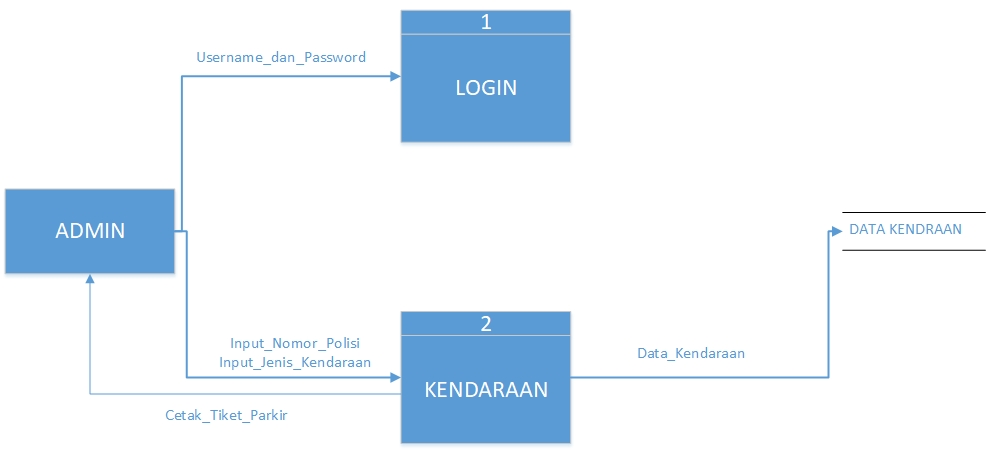 1
Username_dan_Password
LOGIN
ADMIN
DATA KENDRAAN
2
Input_Nomor_Polisi
Input_Jenis_Kendaraan
Data_Kendaraan
KENDARAAN
Cetak_Tiket_Parkir